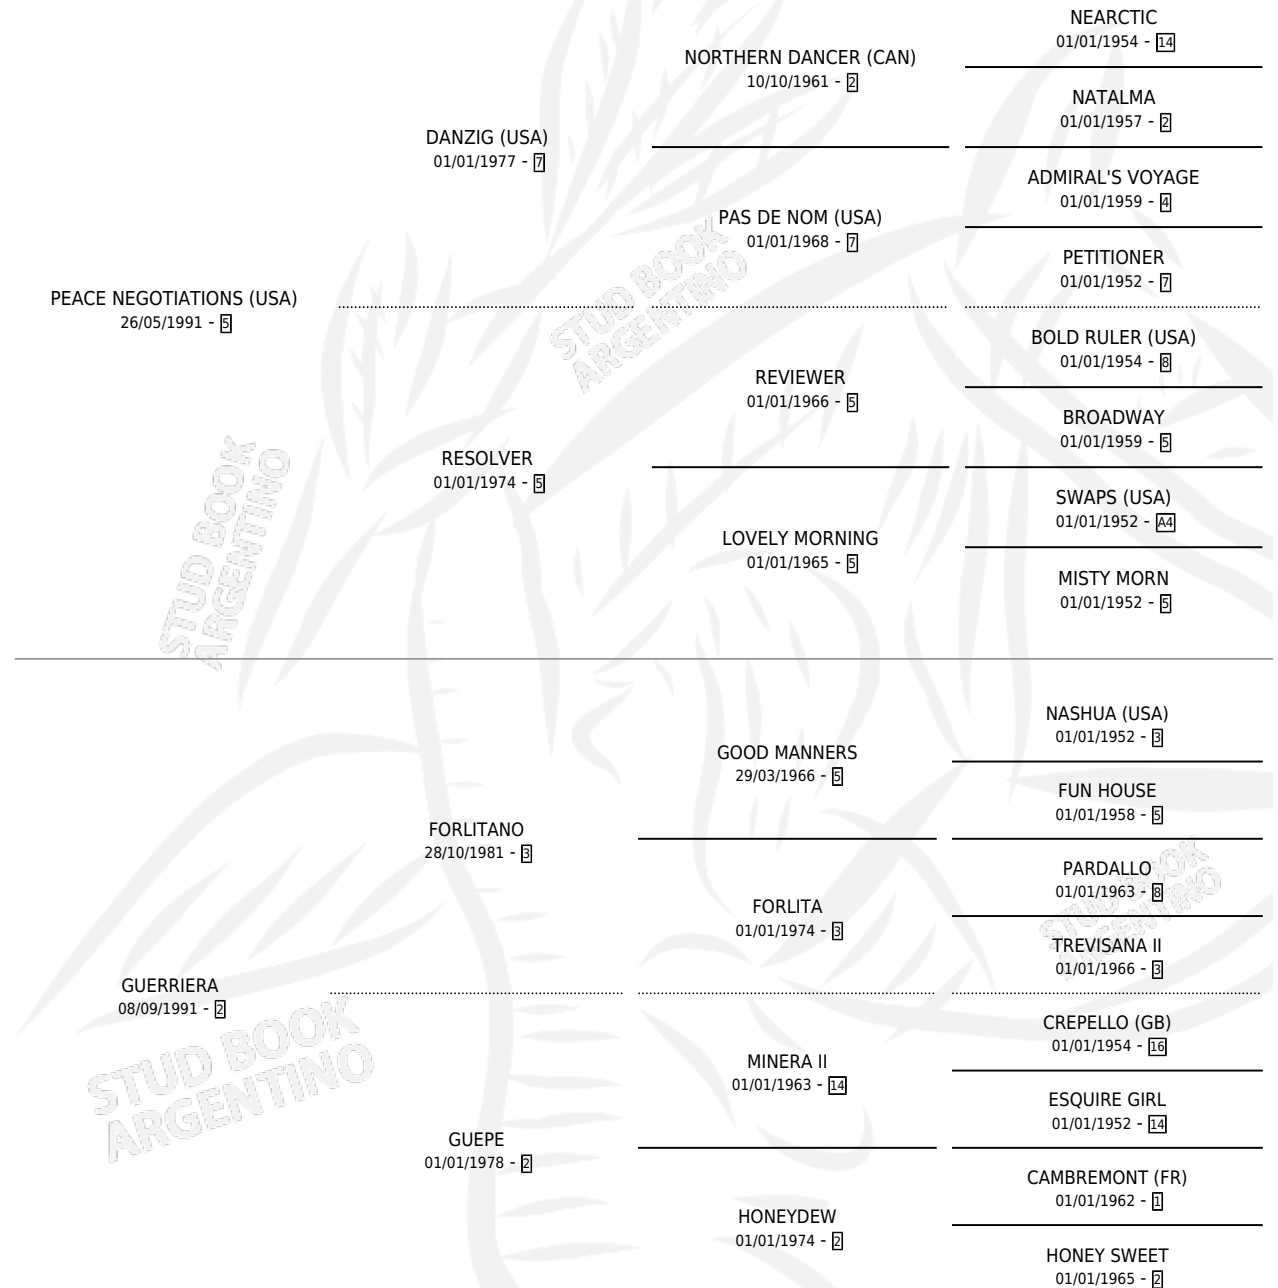 NEARCTIC
01/01/1954 - 14
NORTHERN DANCER (CAN)
10/10/1961 - 2
NATALMA
01/01/1957 - 2
DANZIG (USA)
01/01/1977 - 7
ADMIRAL'S VOYAGE
01/01/1959 - 4
PAS DE NOM (USA)
01/01/1968 - 7
PETITIONER
01/01/1952 - 7
PEACE NEGOTIATIONS (USA)
26/05/1991 - 5
BOLD RULER (USA)
01/01/1954 - 8
REVIEWER
01/01/1966 - 5
BROADWAY
01/01/1959 - 5
RESOLVER
01/01/1974 - 5
SWAPS (USA)
01/01/1952 - A4
LOVELY MORNING
01/01/1965 - 5
MISTY MORN
01/01/1952 - 5
NASHUA (USA)
01/01/1952 - 3
GOOD MANNERS
29/03/1966 - 5
FUN HOUSE
01/01/1958 - 5
FORLITANO
28/10/1981 - 3
PARDALLO
01/01/1963 - 8
FORLITA
01/01/1974 - 3
TREVISANA II
01/01/1966 - 3
GUERRIERA
08/09/1991 - 2
CREPELLO (GB)
01/01/1954 - 16
MINERA II
01/01/1963 - 14
ESQUIRE GIRL
01/01/1952 - 14
GUEPE
01/01/1978 - 2
CAMBREMONT (FR)
01/01/1962 - 1
HONEYDEW
01/01/1974 - 2
HONEY SWEET
01/01/1965 - 2
STUD BOOK
ARGENTINO
STUD BOOK
ARGENTINO
STUD BOOK
ARGENTINO
STUD BOOK
ARGENTINO